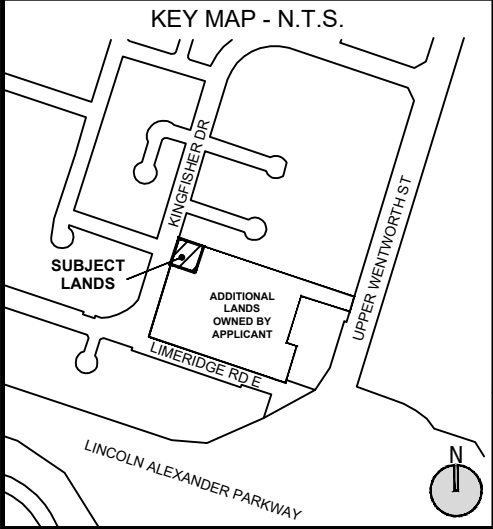 KEY MAP - N.T.S.
KINGFISHER DR
UPPER WENTWORTH ST
SUBJECT
LANDS
ADDITIONAL
LANDS
OWNED BY
APPLICANT
LIMERIDGE RD E
LINCOLN ALEXANDER PARKWAY
N